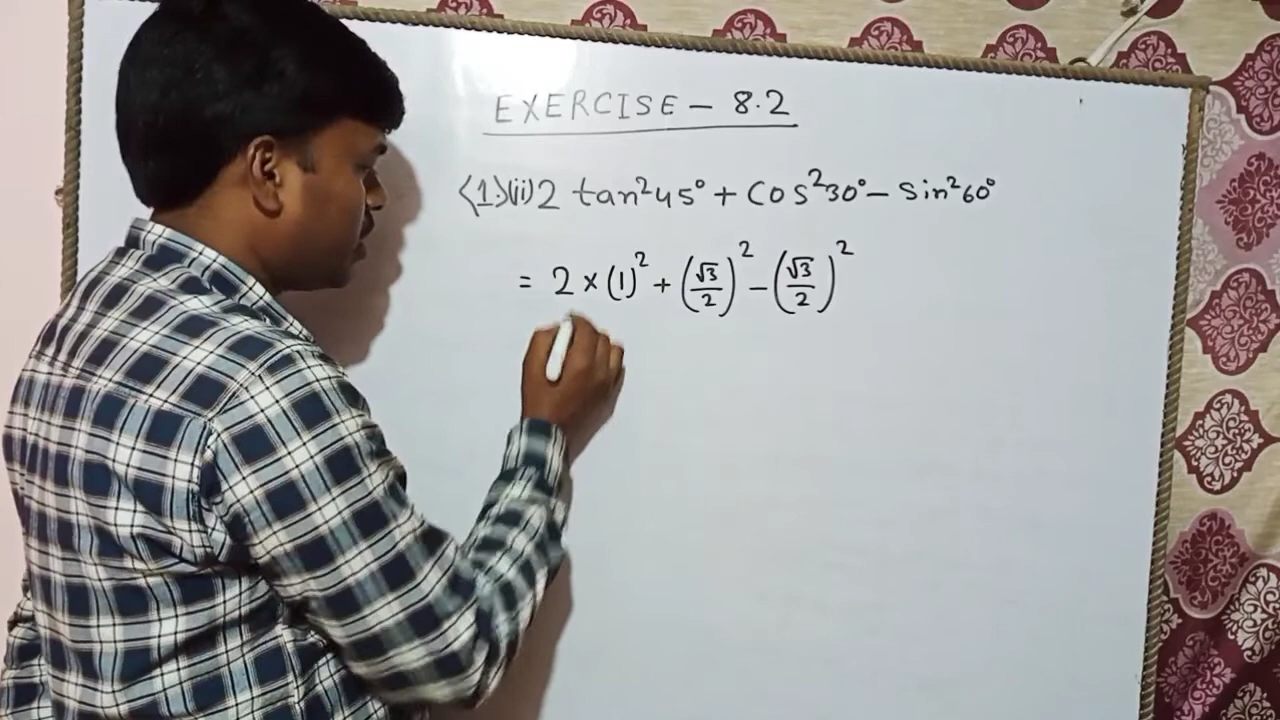 EXERCISE – 8.2
(1.)(ii) 2 tan²45° + cos²30° – sin²60°
= 2 × (1)² + (√3/2)² – (√3/2)²